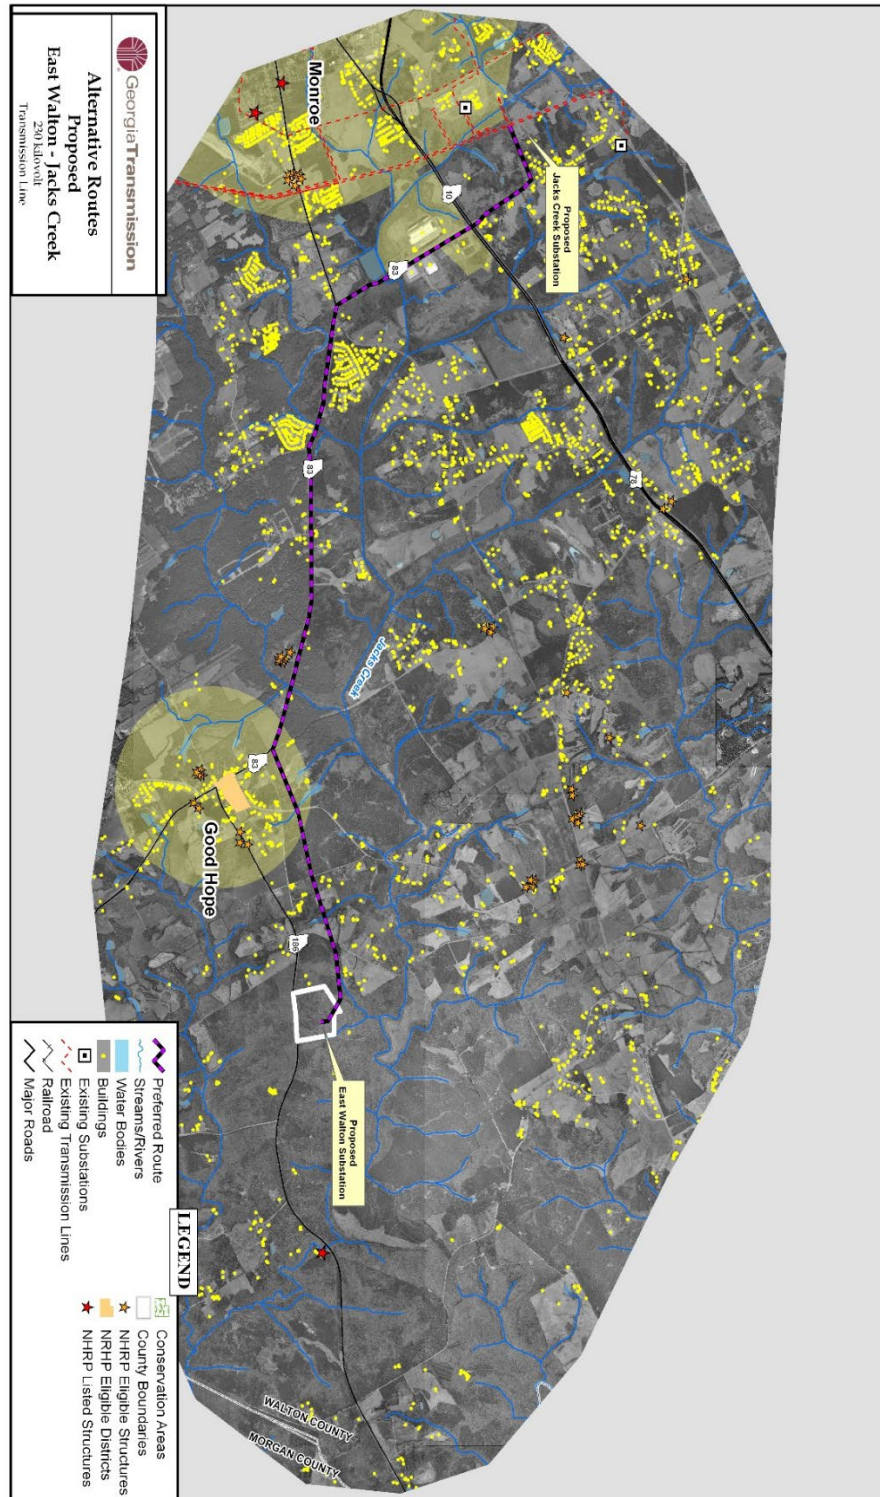 GeorgiaTransmission
Alternative Routes
Proposed
East Walton - Jacks Creek
230 kilovolt
Transmission Line
Monroe
10
Proposed
Jacks Creek Substation
83
78
83
Jacks Creek
83
Good Hope
186
Proposed
East Walton Substation
WALTON COUNTY
MORGAN COUNTY
LEGEND
Preferred Route
Streams/Rivers
Water Bodies
Buildings
Existing Substations
Existing Transmission Lines
Railroad
Major Roads
Conservation Areas
County Boundaries
NHRP Eligible Structures
NRHP Eligible Districts
NHRP Listed Structures